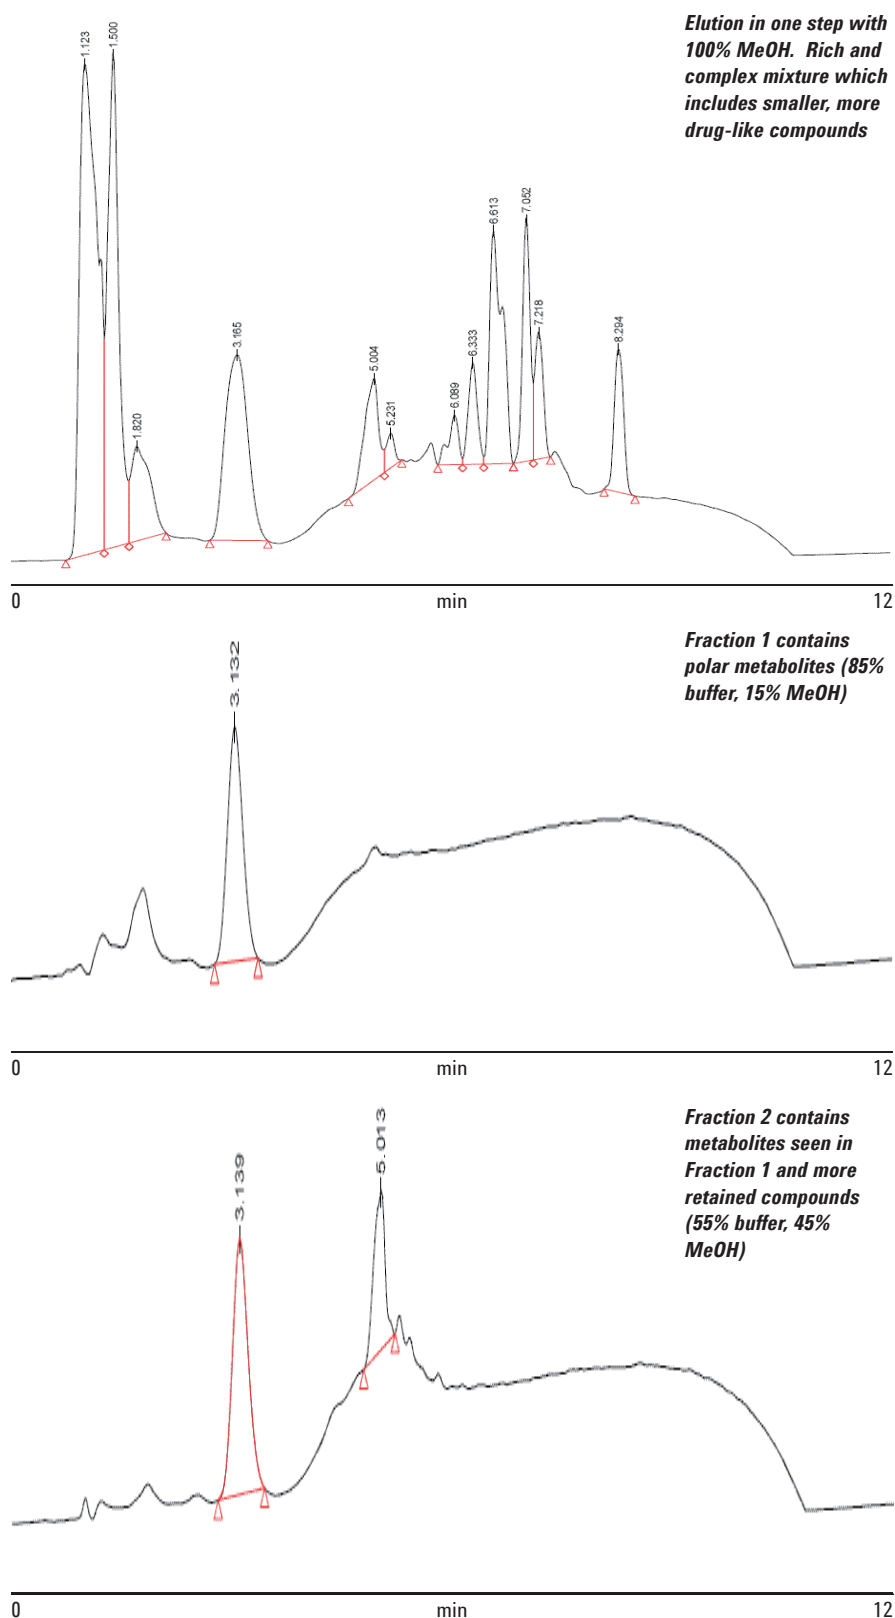 Elution in one step with
100% MeOH. Rich and
complex mixture which
includes smaller, more
drug-like compounds
1.123
1.500
1.820
3.165
5.004
5.231
6.089
6.333
6.613
7.052
7.218
8.294
0 min 12
Fraction 1 contains
polar metabolites (85%
buffer, 15% MeOH)
3.132
0 min 12
Fraction 2 contains
metabolites seen in
Fraction 1 and more
retained compounds
(55% buffer, 45%
MeOH)
3.139
5.013
0 min 12